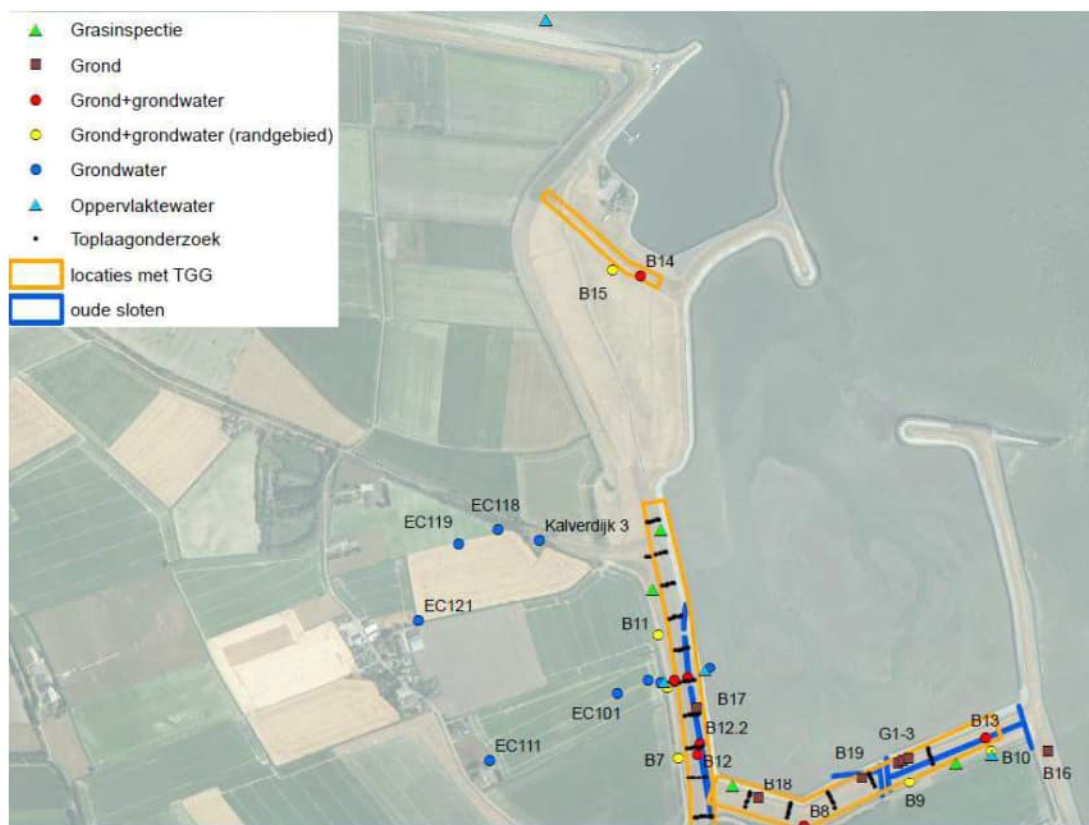 Grasinspectie
Grond
Grond+grondwater
Grond+grondwater (randgebied)
Grondwater
Oppervlaktewater
Toplaagonderzoek
locaties met TGG
oude sloten
B14
B15
EC118
EC119
Kalverdijk 3
EC121
B11
EC101
B17
B12.2
EC111
B7
B12
G1-3
B13
B19
B10
B16
B18
B9
B8